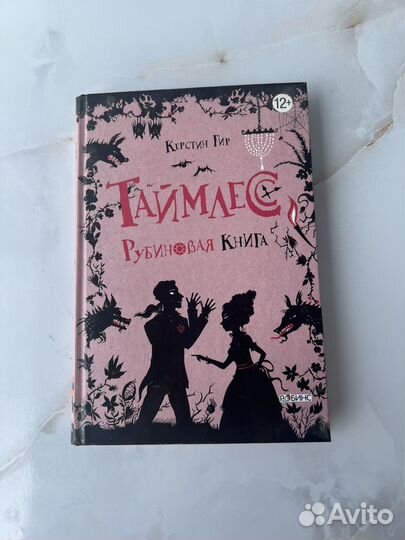 12+
Керстин Гир
Таймлесс
Рубиновая Книга
РОБИНС
Avito